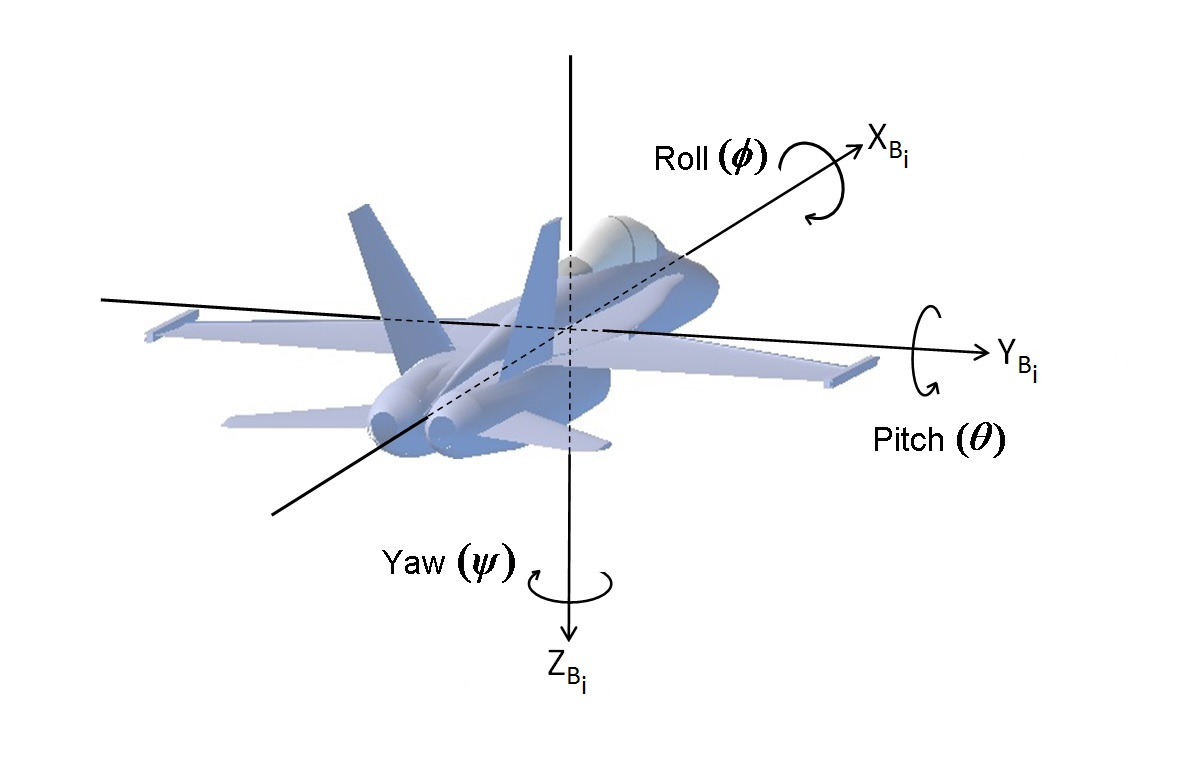 X_Bi
Roll (ϕ)
Y_Bi
Pitch (θ)
Yaw (ψ)
Z_Bi